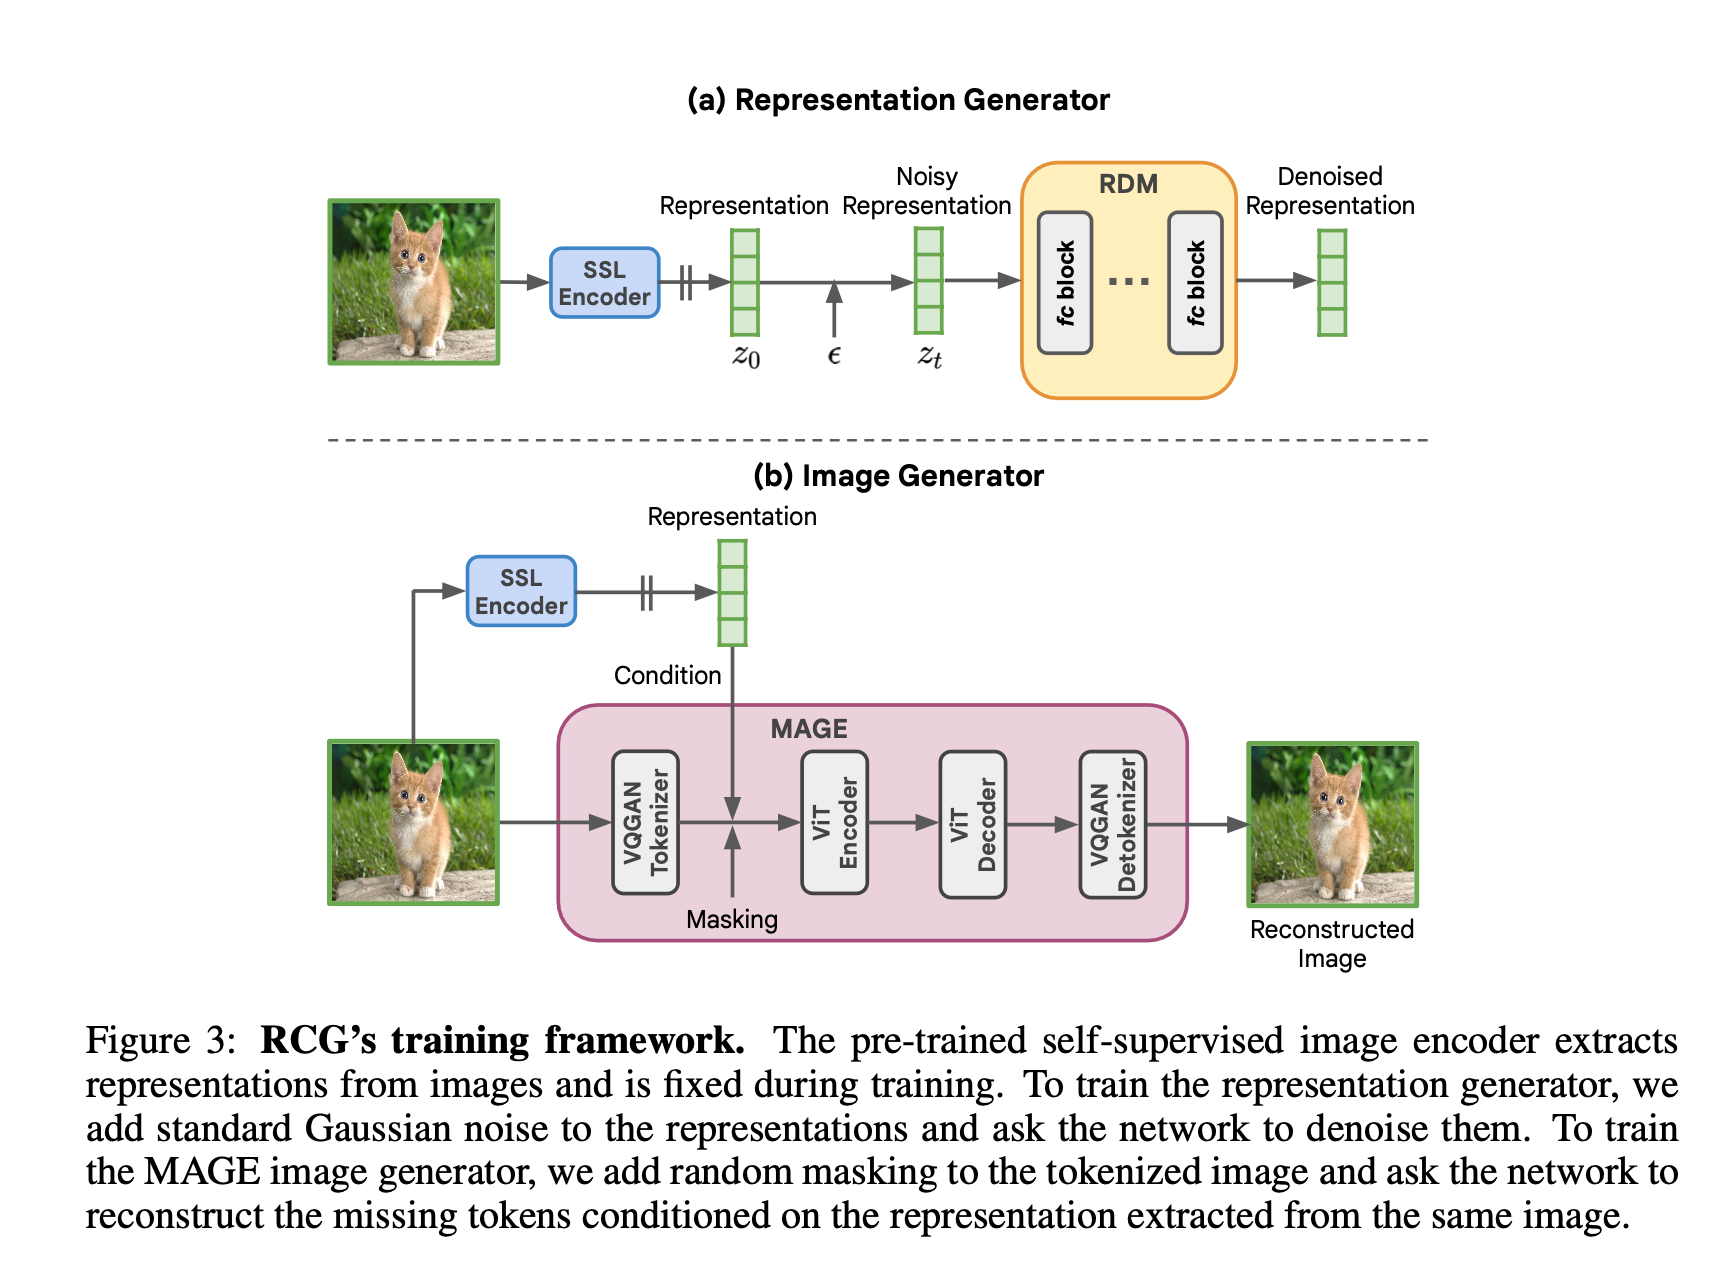 (a) Representation Generator
SSL
Encoder
Representation
z₀
ϵ
Noisy
Representation
zₜ
RDM
fc block
...
fc block
Denoised
Representation
(b) Image Generator
Representation
SSL
Encoder
Condition
MAGE
VQGAN
Tokenizer
Masking
ViT
Encoder
ViT
Decoder
VQGAN
Detokenizer
Reconstructed
Image
Figure 3: RCG’s training framework. The pre-trained self-supervised image encoder extracts
representations from images and is fixed during training. To train the representation generator, we
add standard Gaussian noise to the representations and ask the network to denoise them. To train
the MAGE image generator, we add random masking to the tokenized image and ask the network to
reconstruct the missing tokens conditioned on the representation extracted from the same image.